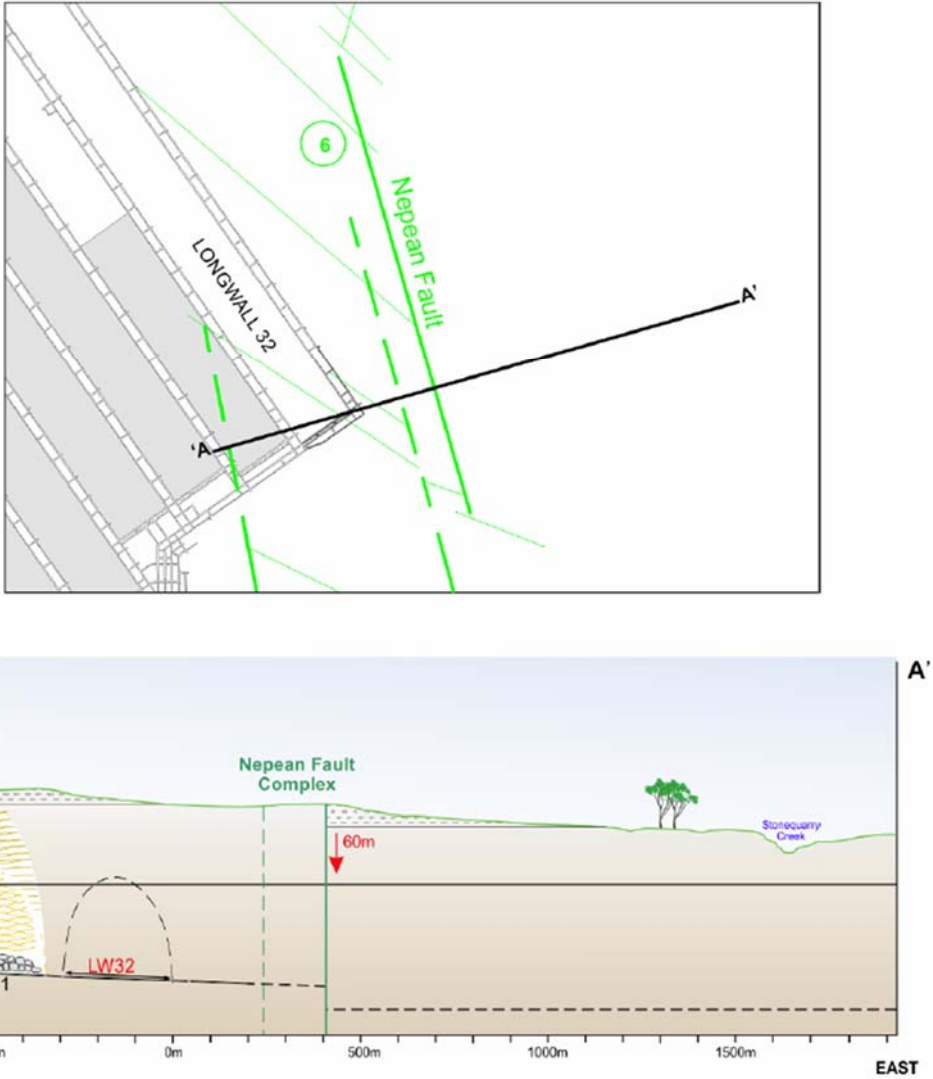 6
Nepean Fault
LONGWALL 32
A'
'A
A'
Nepean Fault
Complex
60m
Stonequarry
Creek
LW32
1
m
0m
500m
1000m
1500m
EAST